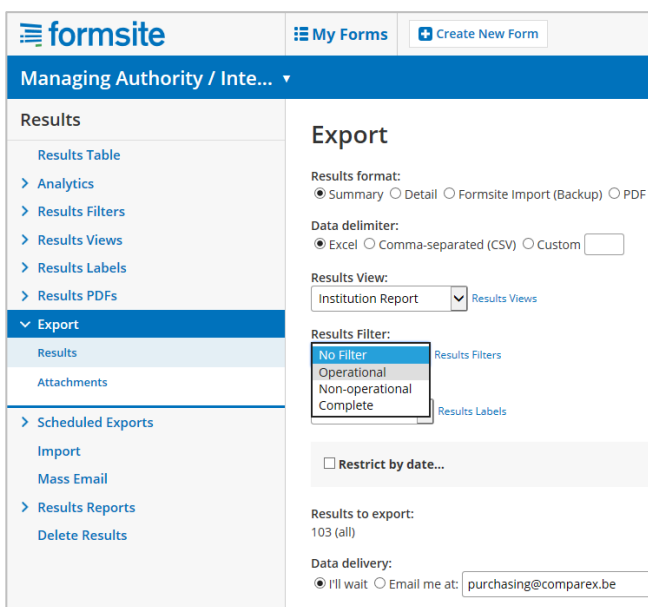 formsite
My Forms
Create New Form
Managing Authority / Inte...
Results
Results Table
Analytics
Results Filters
Results Views
Results Labels
Results PDFs
Export
Results
Attachments
Scheduled Exports
Import
Mass Email
Results Reports
Delete Results
Export
Results format:
Summary Detail Formsite Import (Backup) PDF
Data delimiter:
Excel Comma-separated (CSV) Custom
Results View:
Institution Report Results Views
Results Filter:
No Filter Results Filters
Operational
Non-operational
Complete
Results Labels
Restrict by date...
Results to export:
103 (all)
Data delivery:
I'll wait Email me at: purchasing@comparex.be